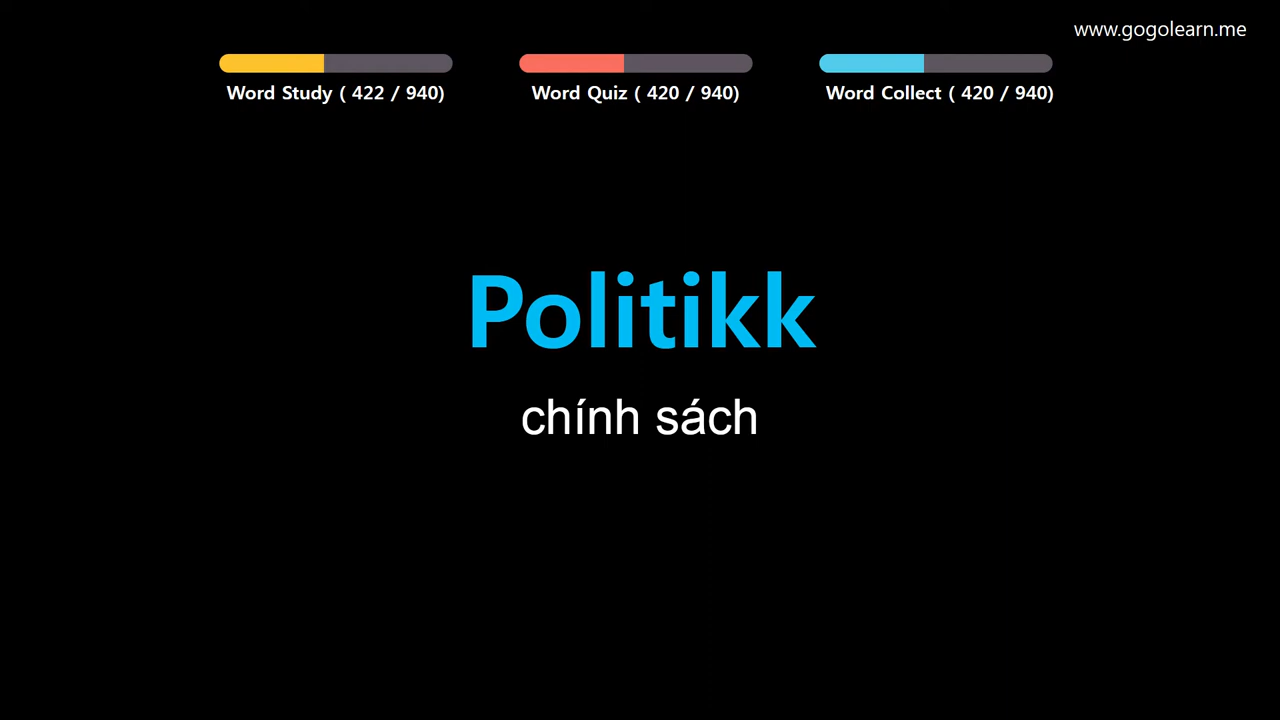 www.gogolearn.me
Word Study ( 422 / 940)
Word Quiz ( 420 / 940)
Word Collect ( 420 / 940)
Politikk
chính sách